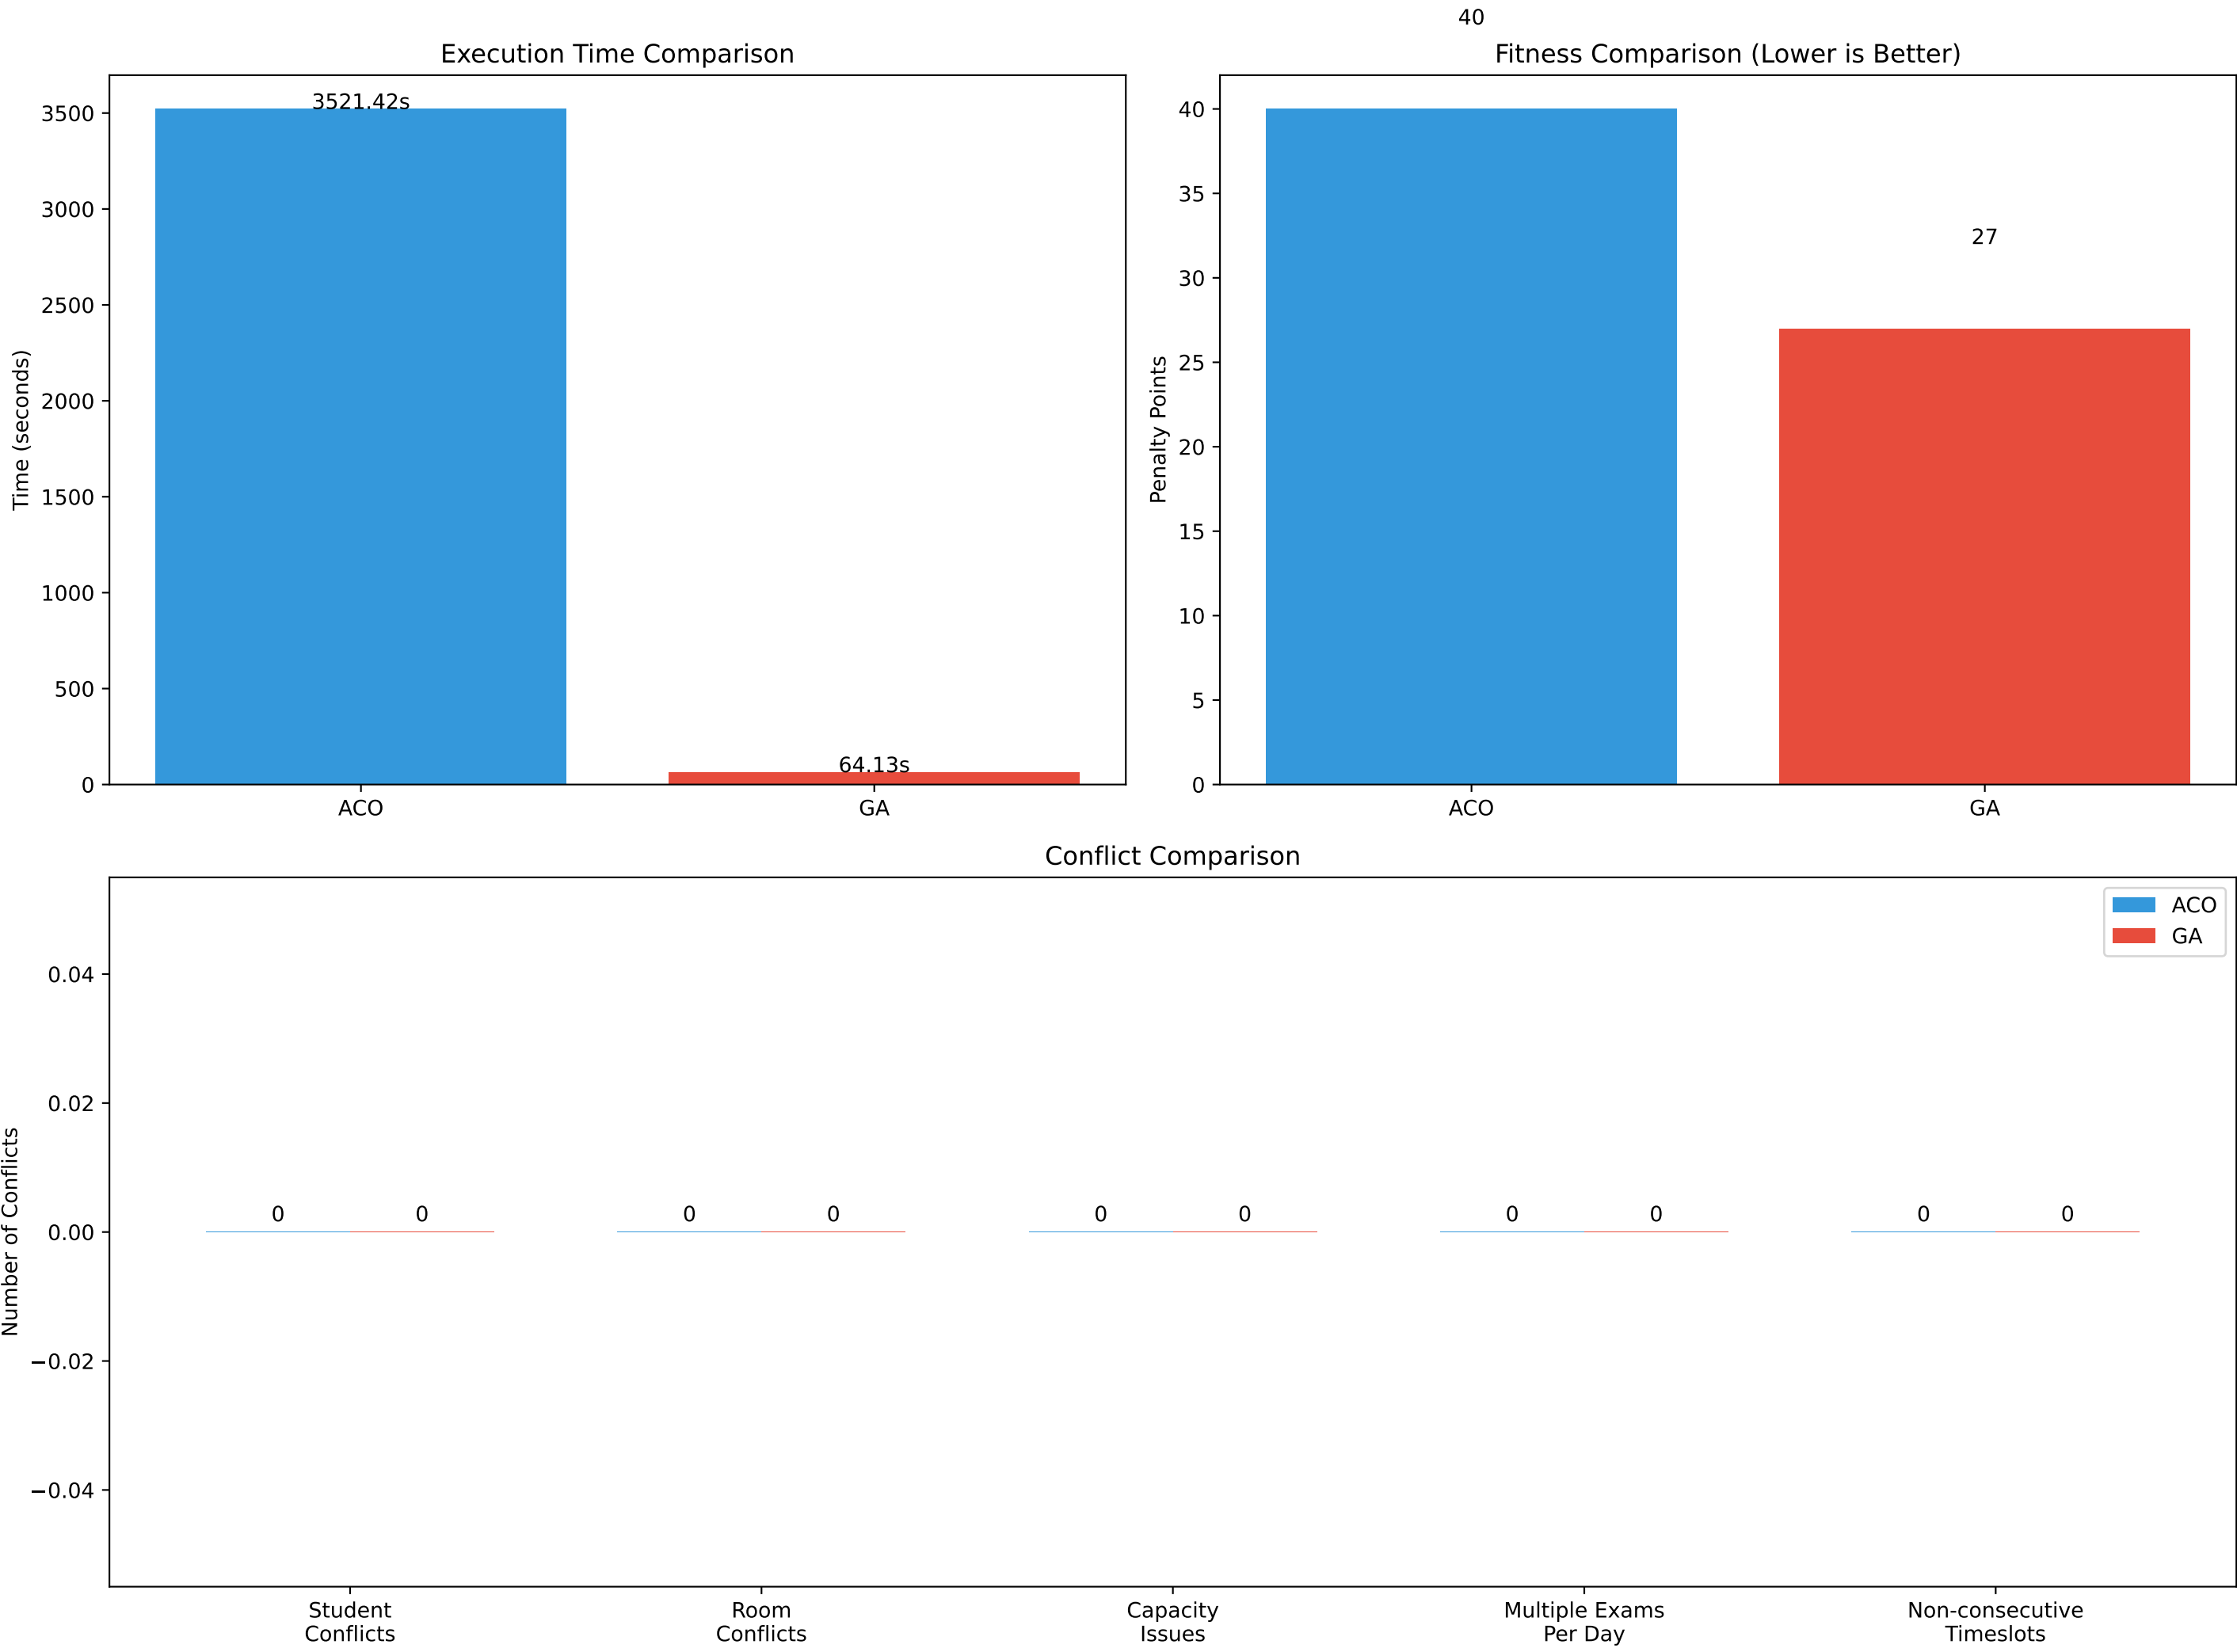 40
Execution Time Comparison
Fitness Comparison (Lower is Better)
3521.42s
64.13s
Time (seconds)
3500
3000
2500
2000
1500
1000
500
0
ACO
GA
27
Penalty Points
40
35
30
25
20
15
10
5
0
ACO
GA
Conflict Comparison
ACO
GA
Number of Conflicts
0.04
0.02
0.00
−0.02
−0.04
0 0 0 0 0 0 0 0 0 0
Student
Conflicts
Room
Conflicts
Capacity
Issues
Multiple Exams
Per Day
Non-consecutive
Timeslots